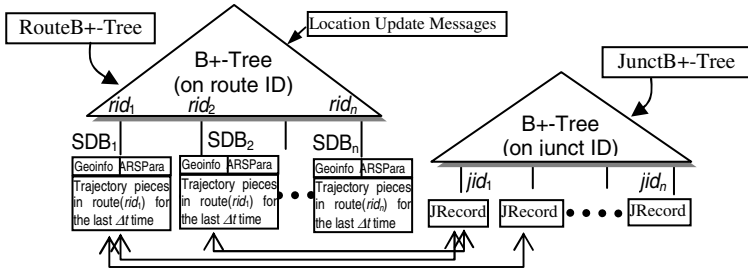 RouteB+-Tree
Location Update Messages
B+-Tree
(on route ID)
rid1 rid2 ridn
JunctB+-Tree
B+-Tree
(on junct ID)
SDB1 SDB2 SDBn
Geoinfo ARSPara
Trajectory pieces
in route(rid1) for
the last Δt time
Geoinfo ARSPara
Trajectory pieces
in route(rid1) for
the last Δt time
Geoinfo ARSPara
Trajectory pieces
in route(ridn) for
the last Δt time
jid1 jidn
JRecord JRecord JRecord